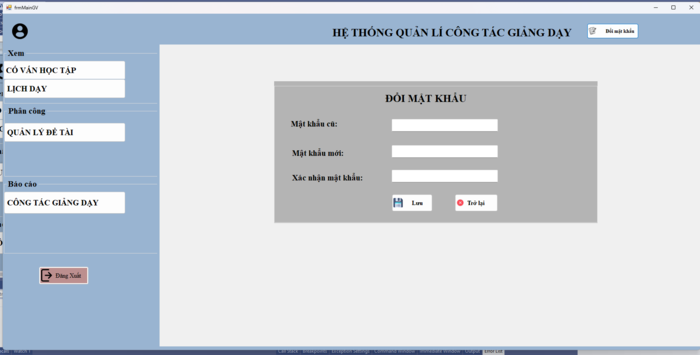 frmMainGV
HỆ THỐNG QUẢN LÍ CÔNG TÁC GIẢNG DẠY
Đổi mật khẩu
Xem
CỐ VẤN HỌC TẬP
LỊCH DẠY
Phân công
QUẢN LÝ ĐỀ TÀI
Báo cáo
CÔNG TÁC GIẢNG DẠY
Đăng Xuất
ĐỔI MẬT KHẨU
Mật khẩu cũ:
Mật khẩu mới:
Xác nhận mật khẩu:
Lưu
Trở lại